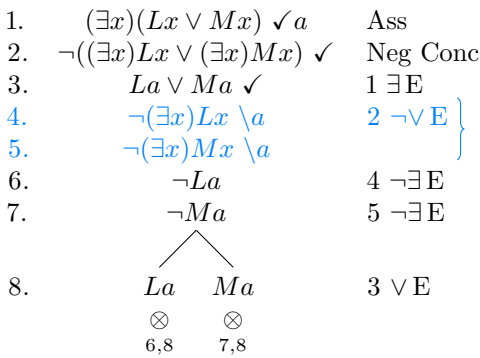 1. (∃x)(Lx ∨ Mx) ✓a Ass
2. ¬((∃x)Lx ∨ (∃x)Mx) ✓ Neg Conc
3. La ∨ Ma ✓ 1 ∃E
4. ¬(∃x)Lx \a 2 ¬∨E
5. ¬(∃x)Mx \a
6. ¬La 4 ¬∃E
7. ¬Ma 5 ¬∃E
8. La Ma 3 ∨E
⊗ ⊗
6,8 7,8